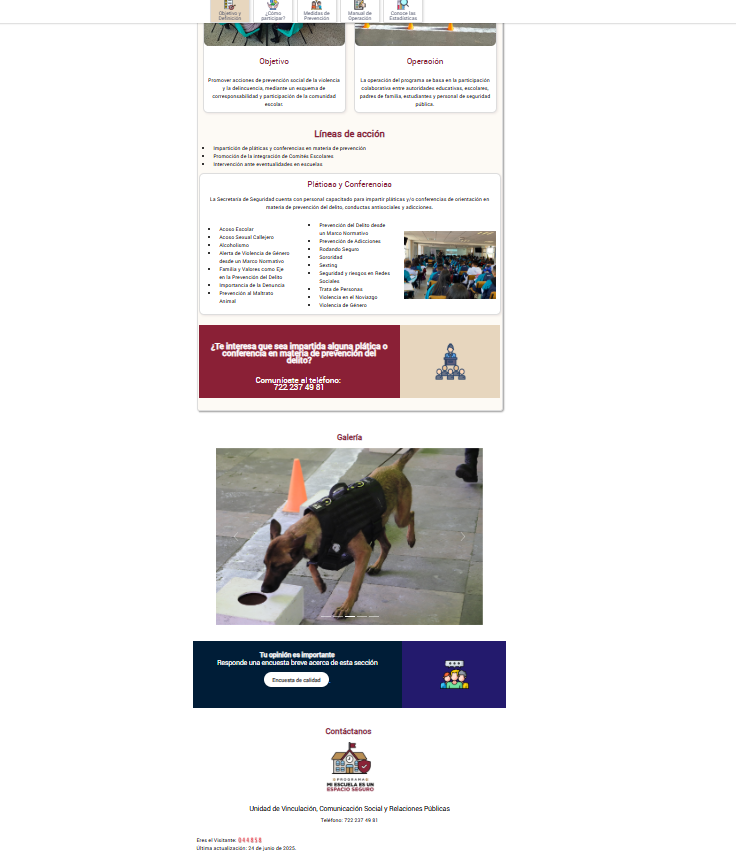 Objetivo y
Definición
¿Cómo
participar?
Medidas de
Prevención
Manual de
Operación
Conoce las
Estadísticas
Objetivo
Promover acciones de prevención social de la violencia
y la delincuencia, mediante un esquema de
corresponsabilidad y participación de la comunidad
escolar.
Operación
La operación del programa se basa en la participación
colaborativa entre autoridades educativas, escolares,
padres de familia, estudiantes y personal de seguridad
pública.
Líneas de acción
Impartición de pláticas y conferencias en materia de prevención
Promoción de la integración de Comités Escolares
Intervención ante eventualidades en escuelas
Pláticas y Conferencias
La Secretaría de Seguridad cuenta con personal capacitado para impartir pláticas y/o conferencias de orientación en
materia de prevención del delito, conductas antisociales y adicciones.
Acoso Escolar
Acoso Sexual Callejero
Alcoholismo
Alerta de Violencia de Género
desde un Marco Normativo
Familia y Valores como Eje
en la Prevención del Delito
Importancia de la Denuncia
Prevención al Maltrato
Animal
Prevención del Delito desde
un Marco Normativo
Prevención de Adicciones
Rodando Seguro
Sororidad
Sexting
Seguridad y riesgos en Redes
Sociales
Trata de Personas
Violencia en el Noviazgo
Violencia de Género
¿Te interesa que sea impartida alguna plática o
conferencia en materia de prevención del
delito?
Comunícate al teléfono:
722 237 49 81
Galería
Tu opinión es importante
Responde una encuesta breve acerca de esta sección
Encuesta de calidad
Contáctanos
PROGRAMA
MI ESCUELA ES UN
ESPACIO SEGURO
Unidad de Vinculación, Comunicación Social y Relaciones Públicas
Teléfono: 722 237 49 81
Eres el Visitante: 044858
Última actualización: 24 de junio de 2025.